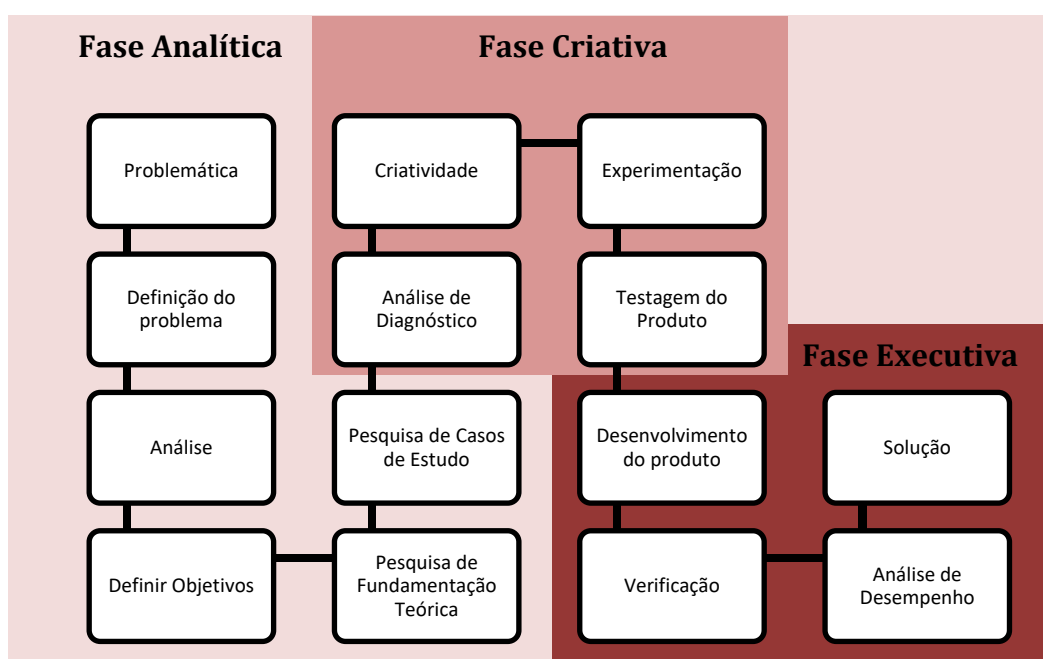 Fase Analítica
Problemática
Definição do
problema
Análise
Definir Objetivos
Pesquisa de
Fundamentação
Teórica
Pesquisa de Casos
de Estudo
Fase Criativa
Análise de
Diagnóstico
Criatividade
Experimentação
Testagem do
Produto
Fase Executiva
Desenvolvimento
do produto
Verificação
Análise de
Desempenho
Solução